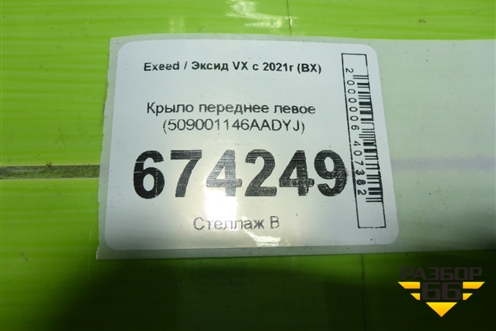 Exeed / Эксид VX с 2021г (BX)
Крыло переднее левое
(509001146AADYJ)
674249
Стеллаж В
2000006407382
РАЗБОР
66